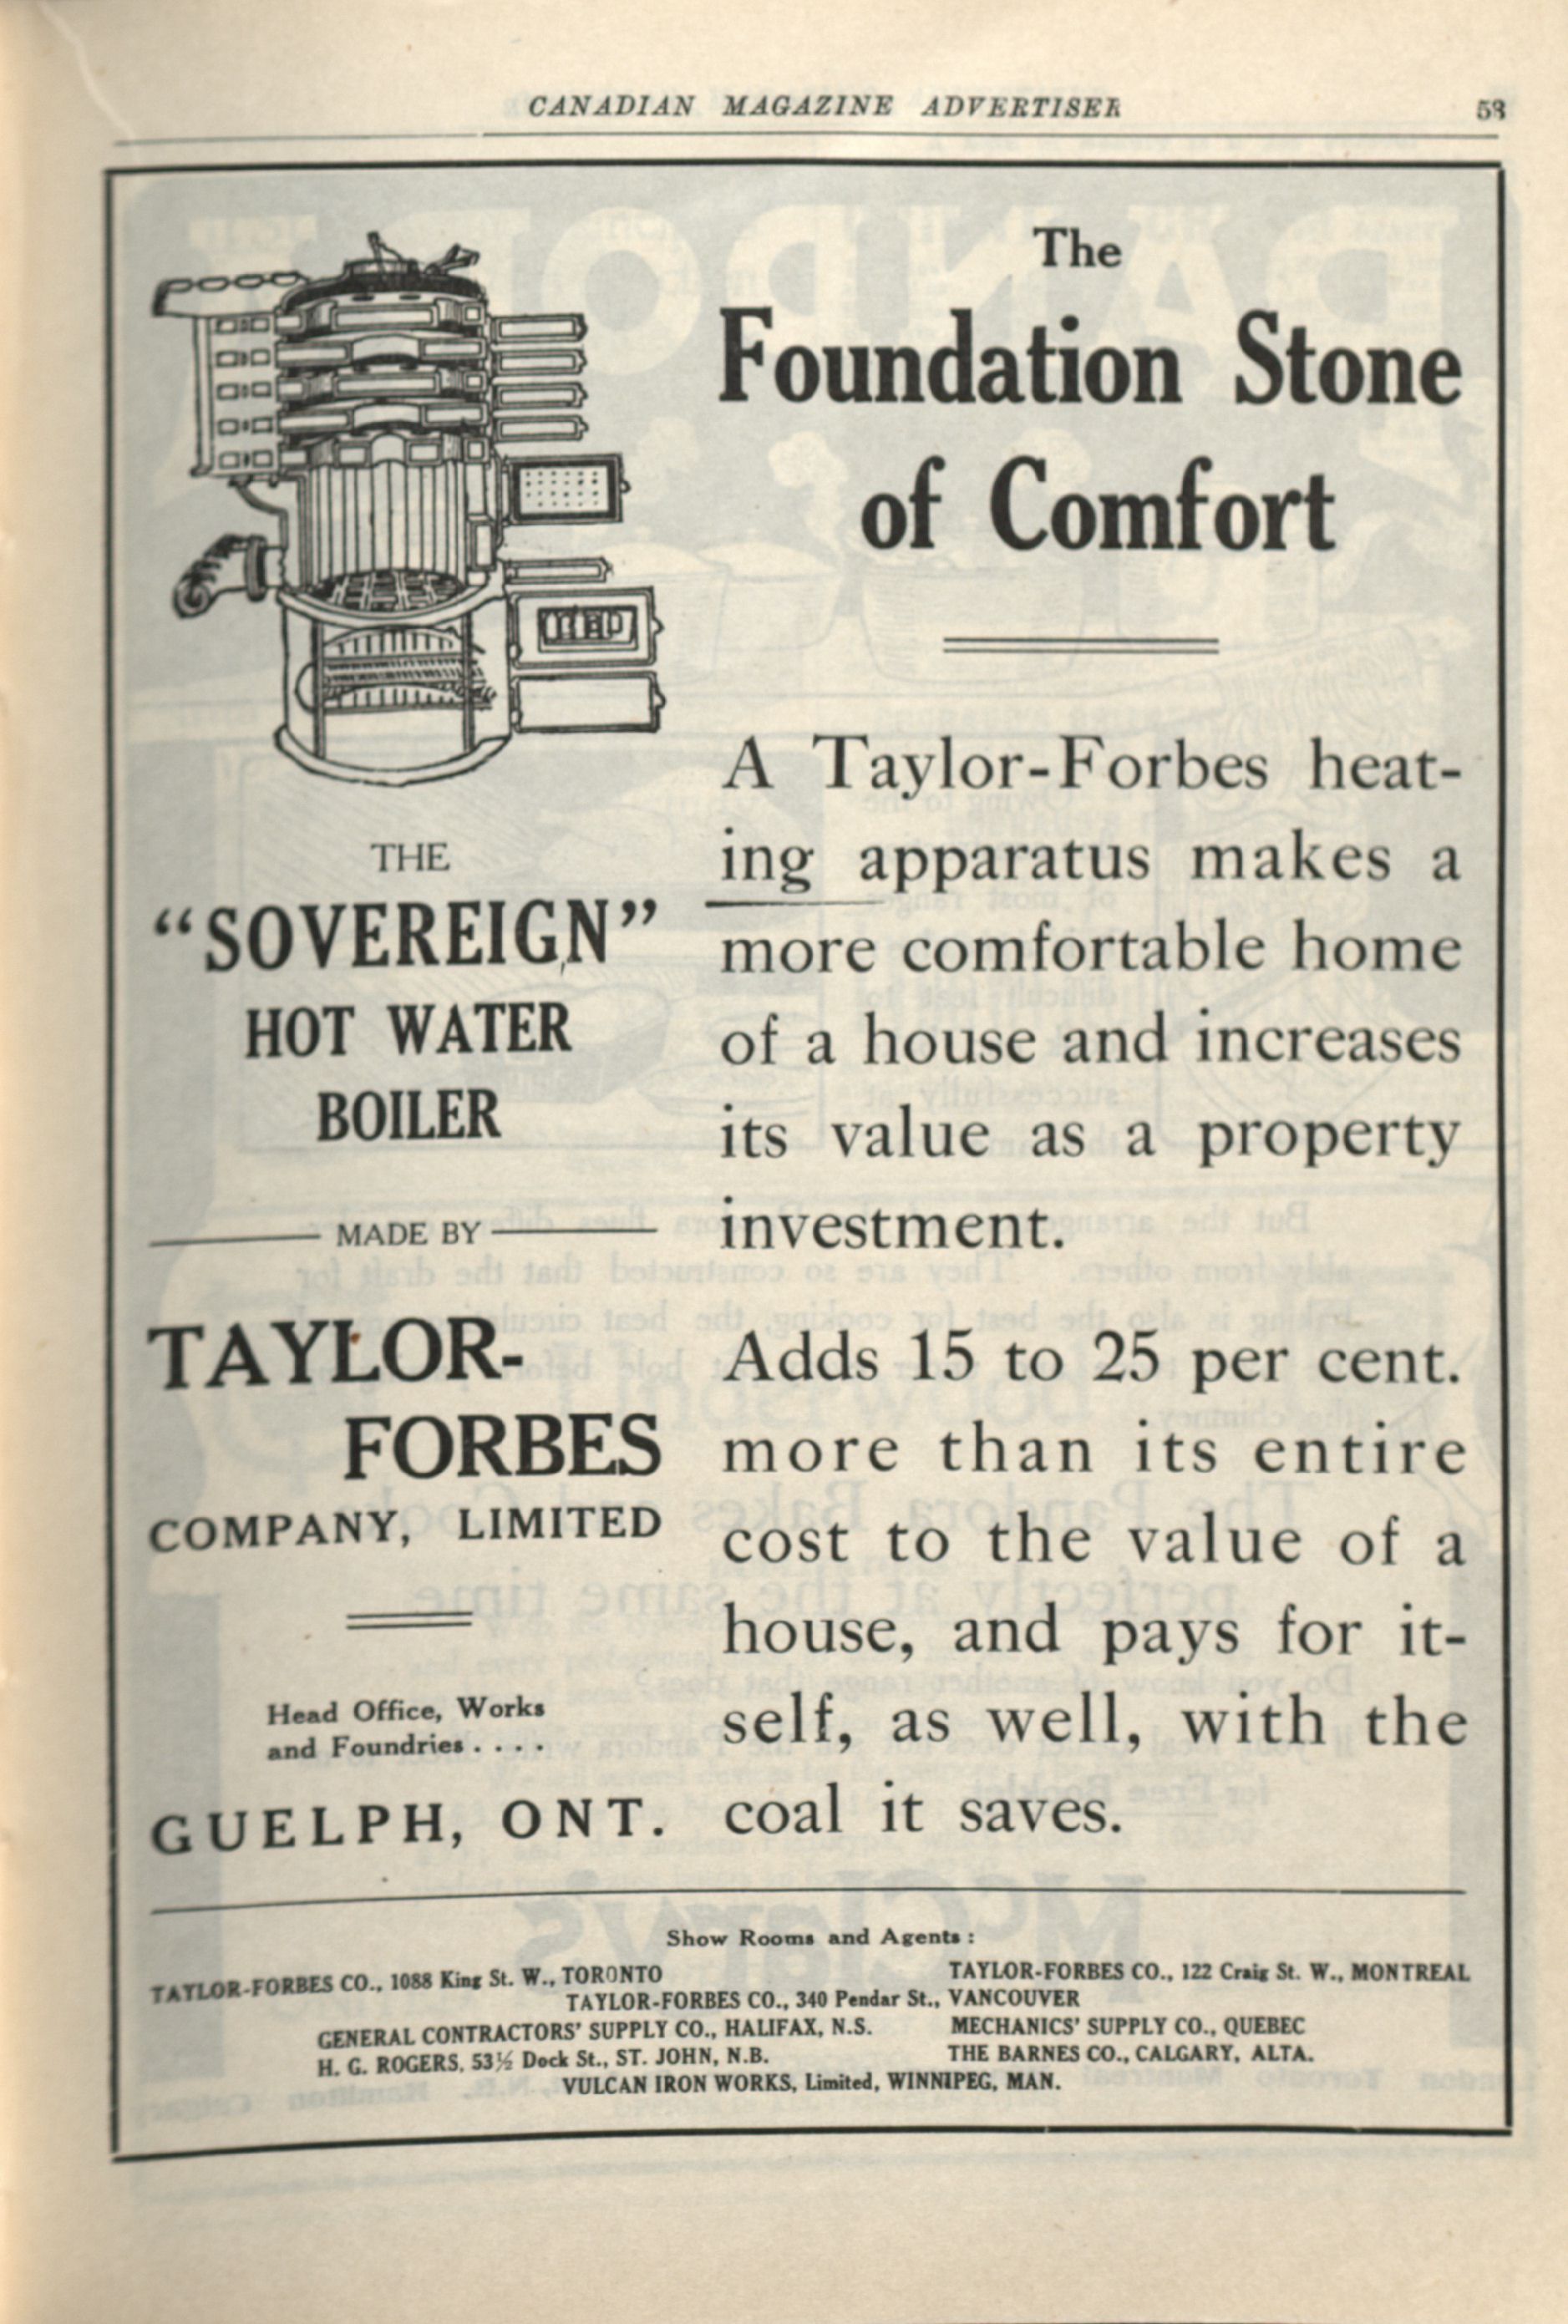 CANADIAN MAGAZINE ADVERTISER 53
The
Foundation Stone
of Comfort
THE
"SOVEREIGN"
HOT WATER
BOILER
MADE BY
TAYLOR-
FORBES
COMPANY, LIMITED
Head Office, Works
and Foundries . . . .
GUELPH, ONT.
A Taylor-Forbes heat-
ing apparatus makes a
more comfortable home
of a house and increases
its value as a property
investment.
Adds 15 to 25 per cent.
more than its entire
cost to the value of a
house, and pays for it-
self, as well, with the
coal it saves.
Show Rooms and Agents:
TAYLOR-FORBES CO., 1088 King St. W., TORONTO TAYLOR-FORBES CO., 122 Craig St. W., MONTREAL
TAYLOR-FORBES CO., 340 Pendar St., VANCOUVER
GENERAL CONTRACTORS' SUPPLY CO., HALIFAX, N.S. MECHANICS' SUPPLY CO., QUEBEC
H. G. ROGERS, 53½ Dock St., ST. JOHN, N.B. THE BARNES CO., CALGARY, ALTA.
VULCAN IRON WORKS, Limited, WINNIPEG, MAN.